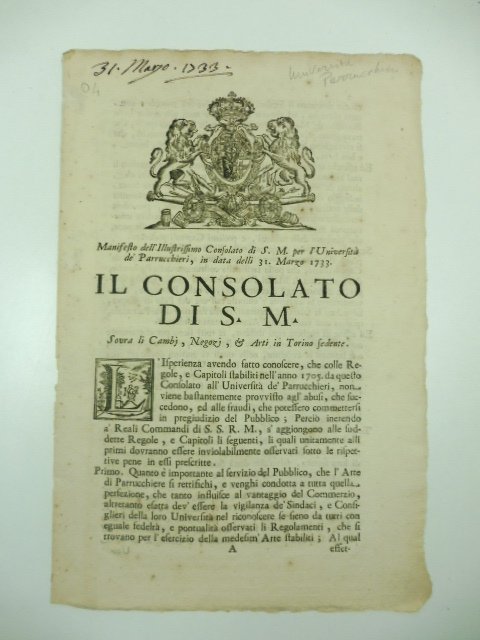 31. Marzo. 1733.
Università
Parrucchieri
04
Manifesto dell'Illustrissimo Consolato di S. M. per l'Università
de' Parrucchieri, in data delli 31. Marzo 1733.
IL CONSOLATO
DI S. M.
Sovra li Cambj, Negozj, & Arti in Torino sedente.
L'Isperienza avendo fatto conoscere, che colle Re-
gole, e Capitoli stabiliti nell'anno 1705. da questo
Consolato all' Università de' Parrucchieri, non
viene bastantemente provvisto agl' abusi, che suc-
cedono, ed alle fraudi, che potessero commettersi
in pregiudizio del Pubblico; Perciò inerendo
a' Reali Commandi di S. S. R. M., s' aggiongono alle sud-
dette Regole, e Capitoli li seguenti, li quali unitamente alli
primi dovranno essere inviolabilmente osservati sotto le rispet-
tive pene in essi prescritte.
Primo. Quanto è importante al servizio del Pubblico, che l' Arte
di Parrucchiere si rettifichi, e venghi condotta a tutta quella
perfezione, che tanto influisce al vantaggio del Commerzio,
altretanto esatta dev' essere la vigilanza de' Sindaci, e Consi-
glieri della loro Università nel riconoscere se sieno da tutti con
eguale fedeltà, e pontualità osservati li Regolamenti, che si
trovano per l' esercizio della medesim' Arte stabiliti; Al qual
A
effet-